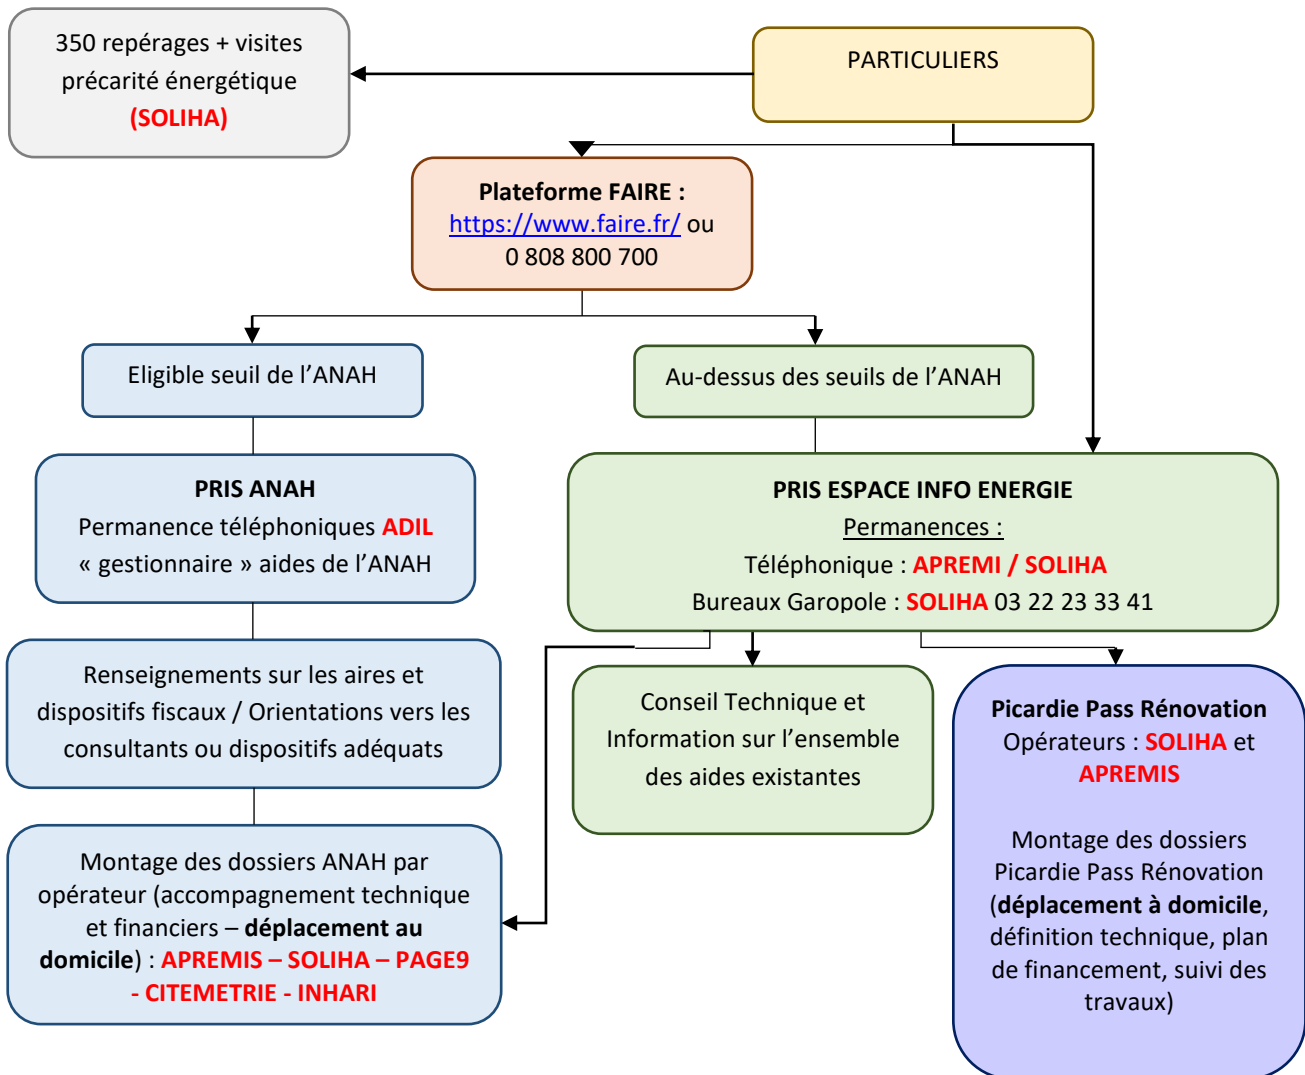 350 repérages + visites
précarité énergétique
(SOLIHA)
PARTICULIERS
Plateforme FAIRE :
https://www.faire.fr/ ou
0 808 800 700
Eligible seuil de l’ANAH
Au-dessus des seuils de l’ANAH
PRIS ANAH
Permanence téléphoniques ADIL
« gestionnaire » aides de l’ANAH
PRIS ESPACE INFO ENERGIE
Permanences :
Téléphonique : APREMI / SOLIHA
Bureaux Garopole : SOLIHA 03 22 23 33 41
Renseignements sur les aires et
dispositifs fiscaux / Orientations vers les
consultants ou dispositifs adéquats
Conseil Technique et
Information sur l’ensemble
des aides existantes
Picardie Pass Rénovation
Opérateurs : SOLIHA et
APREMIS
Montage des dossiers
Picardie Pass Rénovation
(déplacement à domicile,
définition technique, plan
de financement, suivi des
travaux)
Montage des dossiers ANAH par
opérateur (accompagnement technique
et financiers – déplacement au
domicile) : APREMIS – SOLIHA – PAGE9
- CITEMETRIE - INHARI